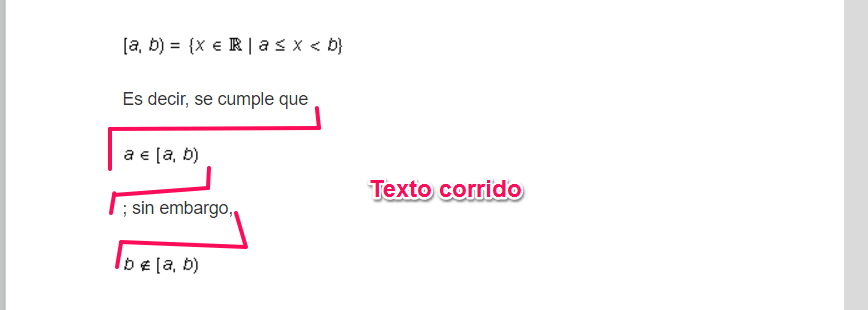 [a, b) = {x ∈ ℝ | a ≤ x < b}
Es decir, se cumple que
a ∈ [a, b)
Texto corrido
; sin embargo,
b ∉ [a, b)